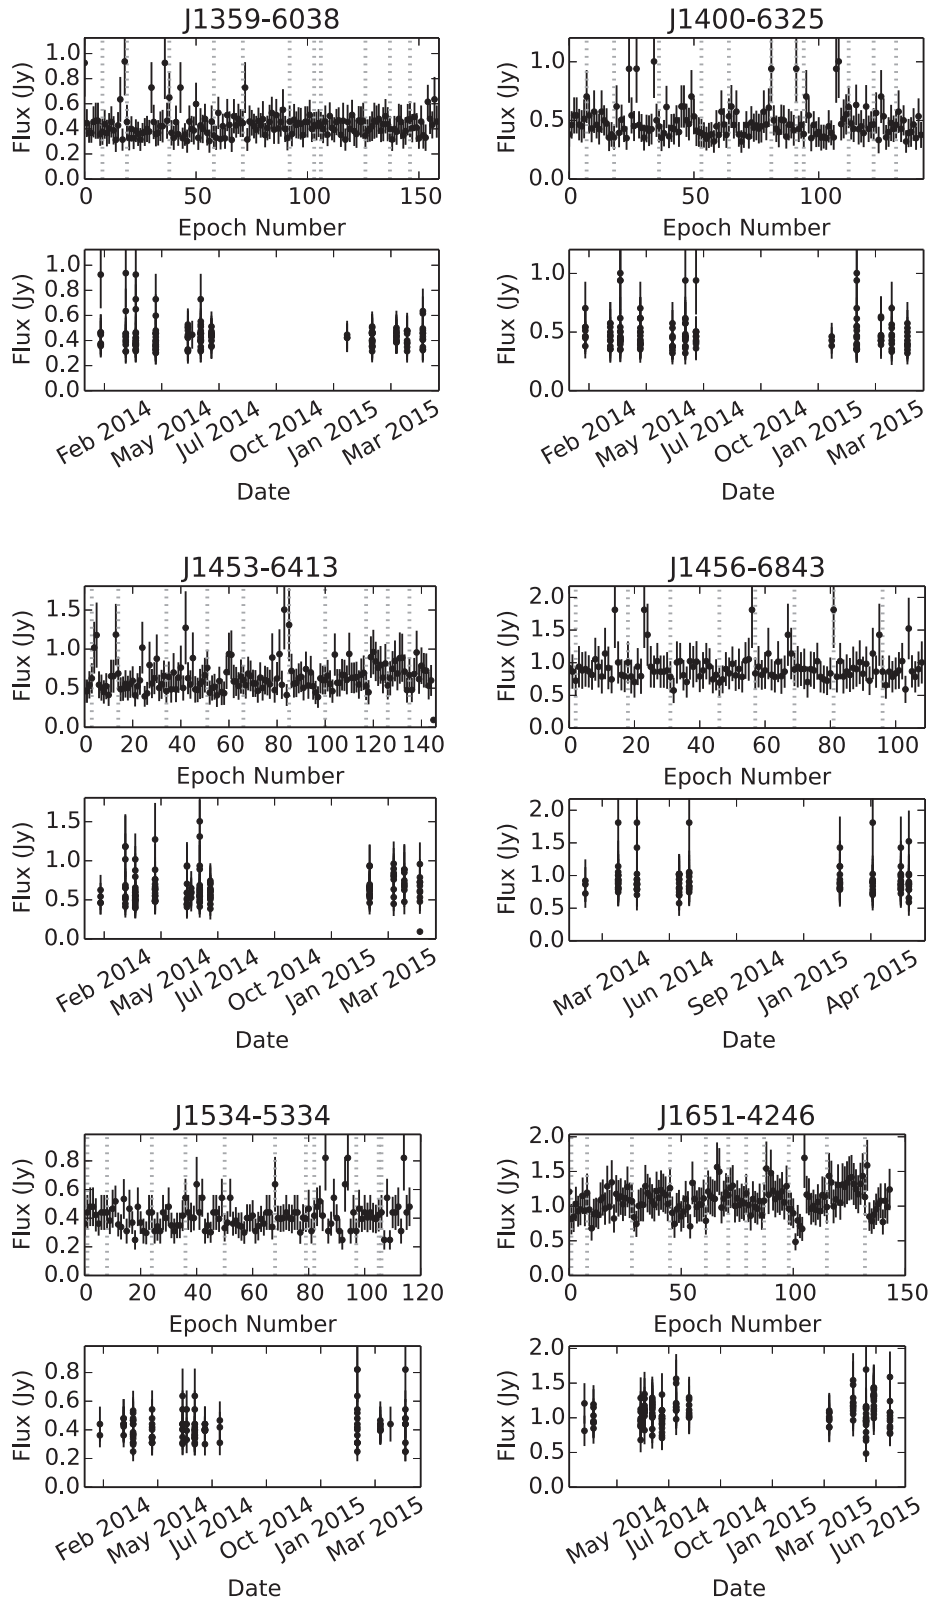 J1359-6038
Flux (Jy)
1.0
0.8
0.6
0.4
0.2
0.0
0 50 100 150
Epoch Number
Flux (Jy)
1.0
0.8
0.6
0.4
0.2
0.0
Feb 2014 May 2014 Jul 2014 Oct 2014 Jan 2015 Mar 2015
Date
J1400-6325
Flux (Jy)
1.0
0.5
0.0
0 50 100
Epoch Number
Flux (Jy)
1.0
0.5
0.0
Feb 2014 May 2014 Jul 2014 Oct 2014 Jan 2015 Mar 2015
Date
J1453-6413
Flux (Jy)
1.5
1.0
0.5
0.0
0 20 40 60 80 100 120 140
Epoch Number
Flux (Jy)
1.5
1.0
0.5
0.0
Feb 2014 May 2014 Jul 2014 Oct 2014 Jan 2015 Mar 2015
Date
J1456-6843
Flux (Jy)
2.0
1.5
1.0
0.5
0.0
0 20 40 60 80 100
Epoch Number
Flux (Jy)
2.0
1.5
1.0
0.5
0.0
Mar 2014 Jun 2014 Sep 2014 Jan 2015 Apr 2015
Date
J1534-5334
Flux (Jy)
0.8
0.6
0.4
0.2
0.0
0 20 40 60 80 100 120
Epoch Number
Flux (Jy)
0.8
0.6
0.4
0.2
0.0
Feb 2014 May 2014 Jul 2014 Oct 2014 Jan 2015 Mar 2015
Date
J1651-4246
Flux (Jy)
2.0
1.5
1.0
0.5
0.0
0 50 100 150
Epoch Number
Flux (Jy)
2.0
1.5
1.0
0.5
0.0
May 2014 Jul 2014 Oct 2014 Jan 2015 Mar 2015 Jun 2015
Date